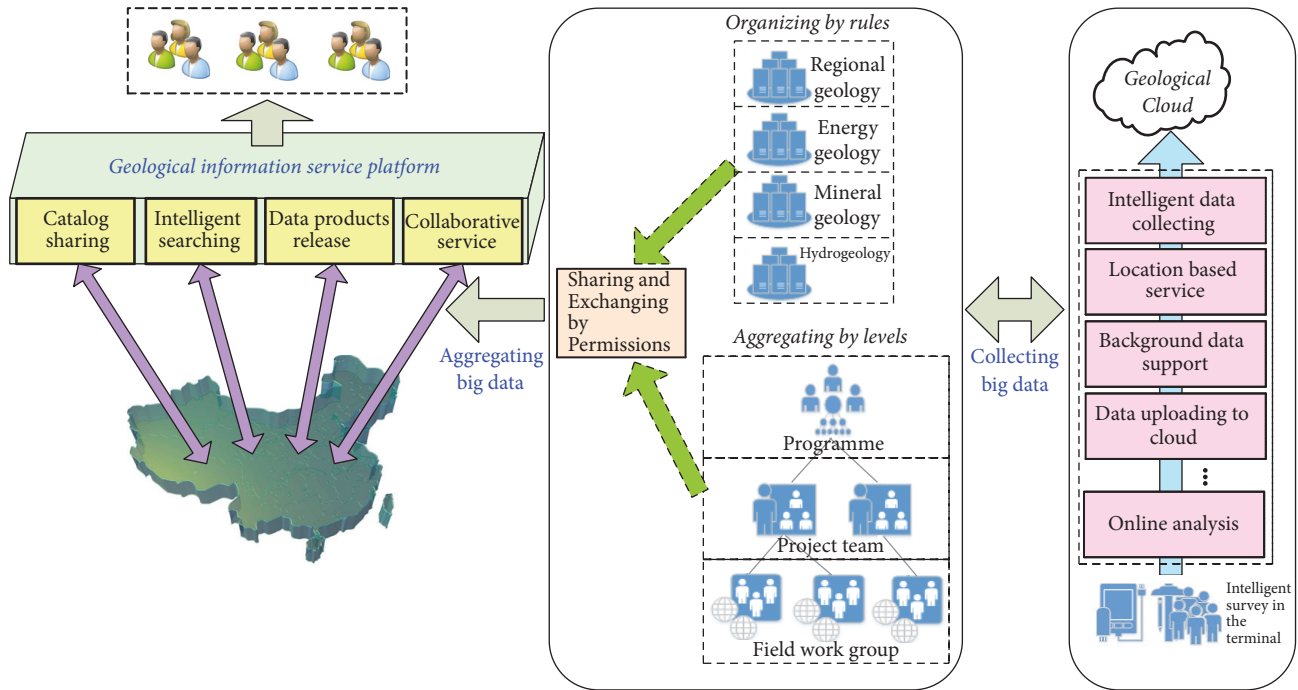 Geological information service platform
Catalog
sharing
Intelligent
searching
Data products
release
Collaborative
service
Aggregating
big data
Organizing by rules
Regional
geology
Energy
geology
Mineral
geology
Hydrogeology
Sharing and
Exchanging
by
Permissions
Aggregating by levels
Programme
Project team
Field work group
Collecting
big data
Geological
Cloud
Intelligent data
collecting
Location based
service
Background data
support
Data uploading to
cloud
...
Online analysis
Intelligent
survey in
the
terminal